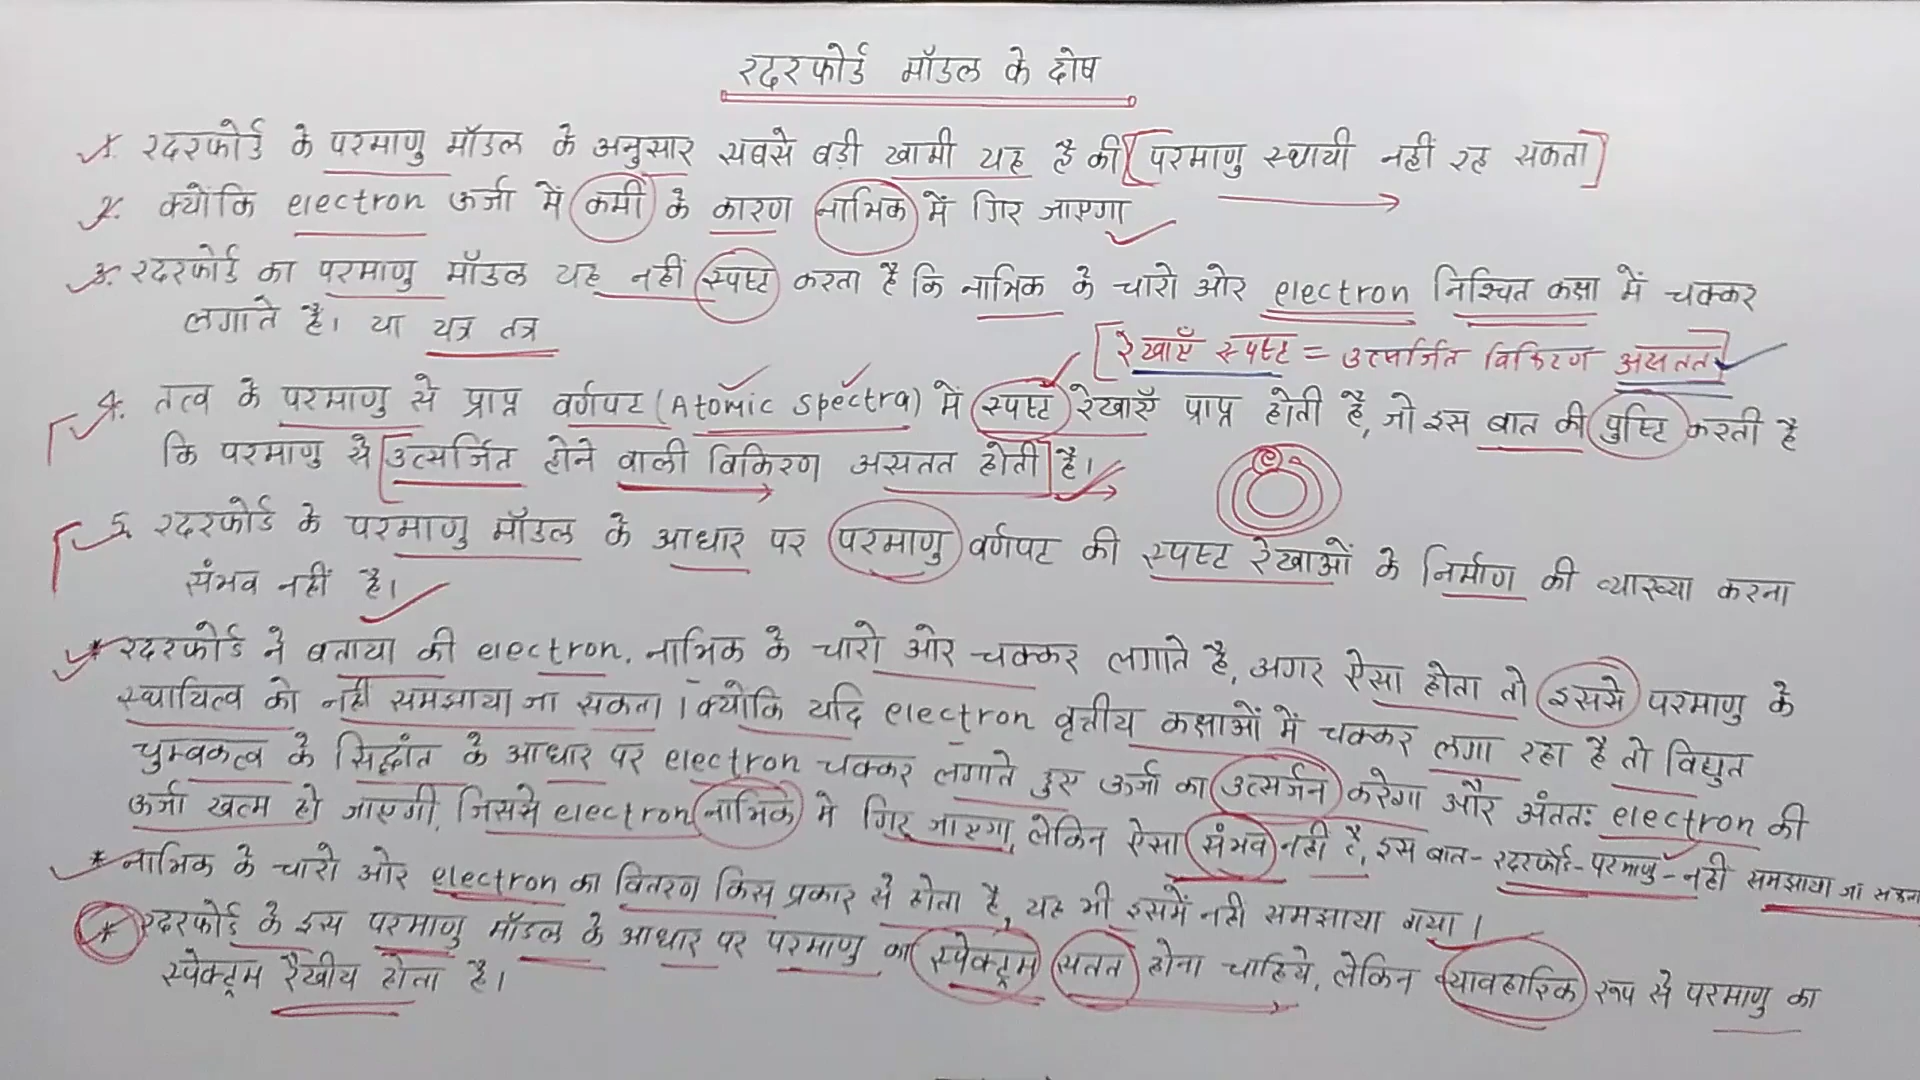 रदरफोर्ड मॉडल के दोष
1. रदरफोर्ड के परमाणु मॉडल के अनुसार सबसे बड़ी खामी यह है की [परमाणु स्थायी नहीं रह सकता]
2. क्योंकि electron ऊर्जा में कमी के कारण नाभिक में गिर जाएगा
3. रदरफोर्ड का परमाणु मॉडल यह नहीं स्पष्ट करता है कि नाभिक के चारो ओर electron निश्चित कक्षा में चक्कर
लगाते है। या यत्र तत्र
[रेखाएँ स्पष्ट = उत्सर्जित विकिरण असतत]
4. तत्व के परमाणु से प्राप्त वर्णपट (Atomic spectra) में स्पष्ट रेखाएँ प्राप्त होती है, जो इस बात की पुष्टि करती है
कि परमाणु से [उत्सर्जित होने वाली विकिरण असतत होती] है।
e
5. रदरफोर्ड के परमाणु मॉडल के आधार पर परमाणु वर्णपट की स्पष्ट रेखाओं के निर्माण की व्याख्या करना
संभव नहीं है।
* रदरफोर्ड ने बताया की electron, नाभिक के चारो ओर चक्कर लगाते है, अगर ऐसा होता तो इससे परमाणु के
स्थायित्व को नही समझाया जा सकता। क्योकि यदि electron वृत्तीय कक्षाओं में चक्कर लगा रहा है तो विद्युत
चुम्बकत्व के सिद्धांत के आधार पर electron चक्कर लगाते हुए ऊर्जा का उत्सर्जन करेगा और अंततः electron की
ऊर्जा खत्म हो जाएगी, जिससे electron नाभिक मे गिर जाएगा, लेकिन ऐसा संभव नही है, इस बात - रदरफोर्ड - परमाणु - नही समझाया जा सकता
* नाभिक के चारो ओर electron का वितरण किस प्रकार से होता है, यह भी इसमें नही समझाया गया।
* रदरफोर्ड के इस परमाणु मॉडल के आधार पर परमाणु का स्पेक्ट्रम सतत होना चाहिये, लेकिन व्यावहारिक रूप से परमाणु का
स्पेक्ट्रम रैखीय होता है।